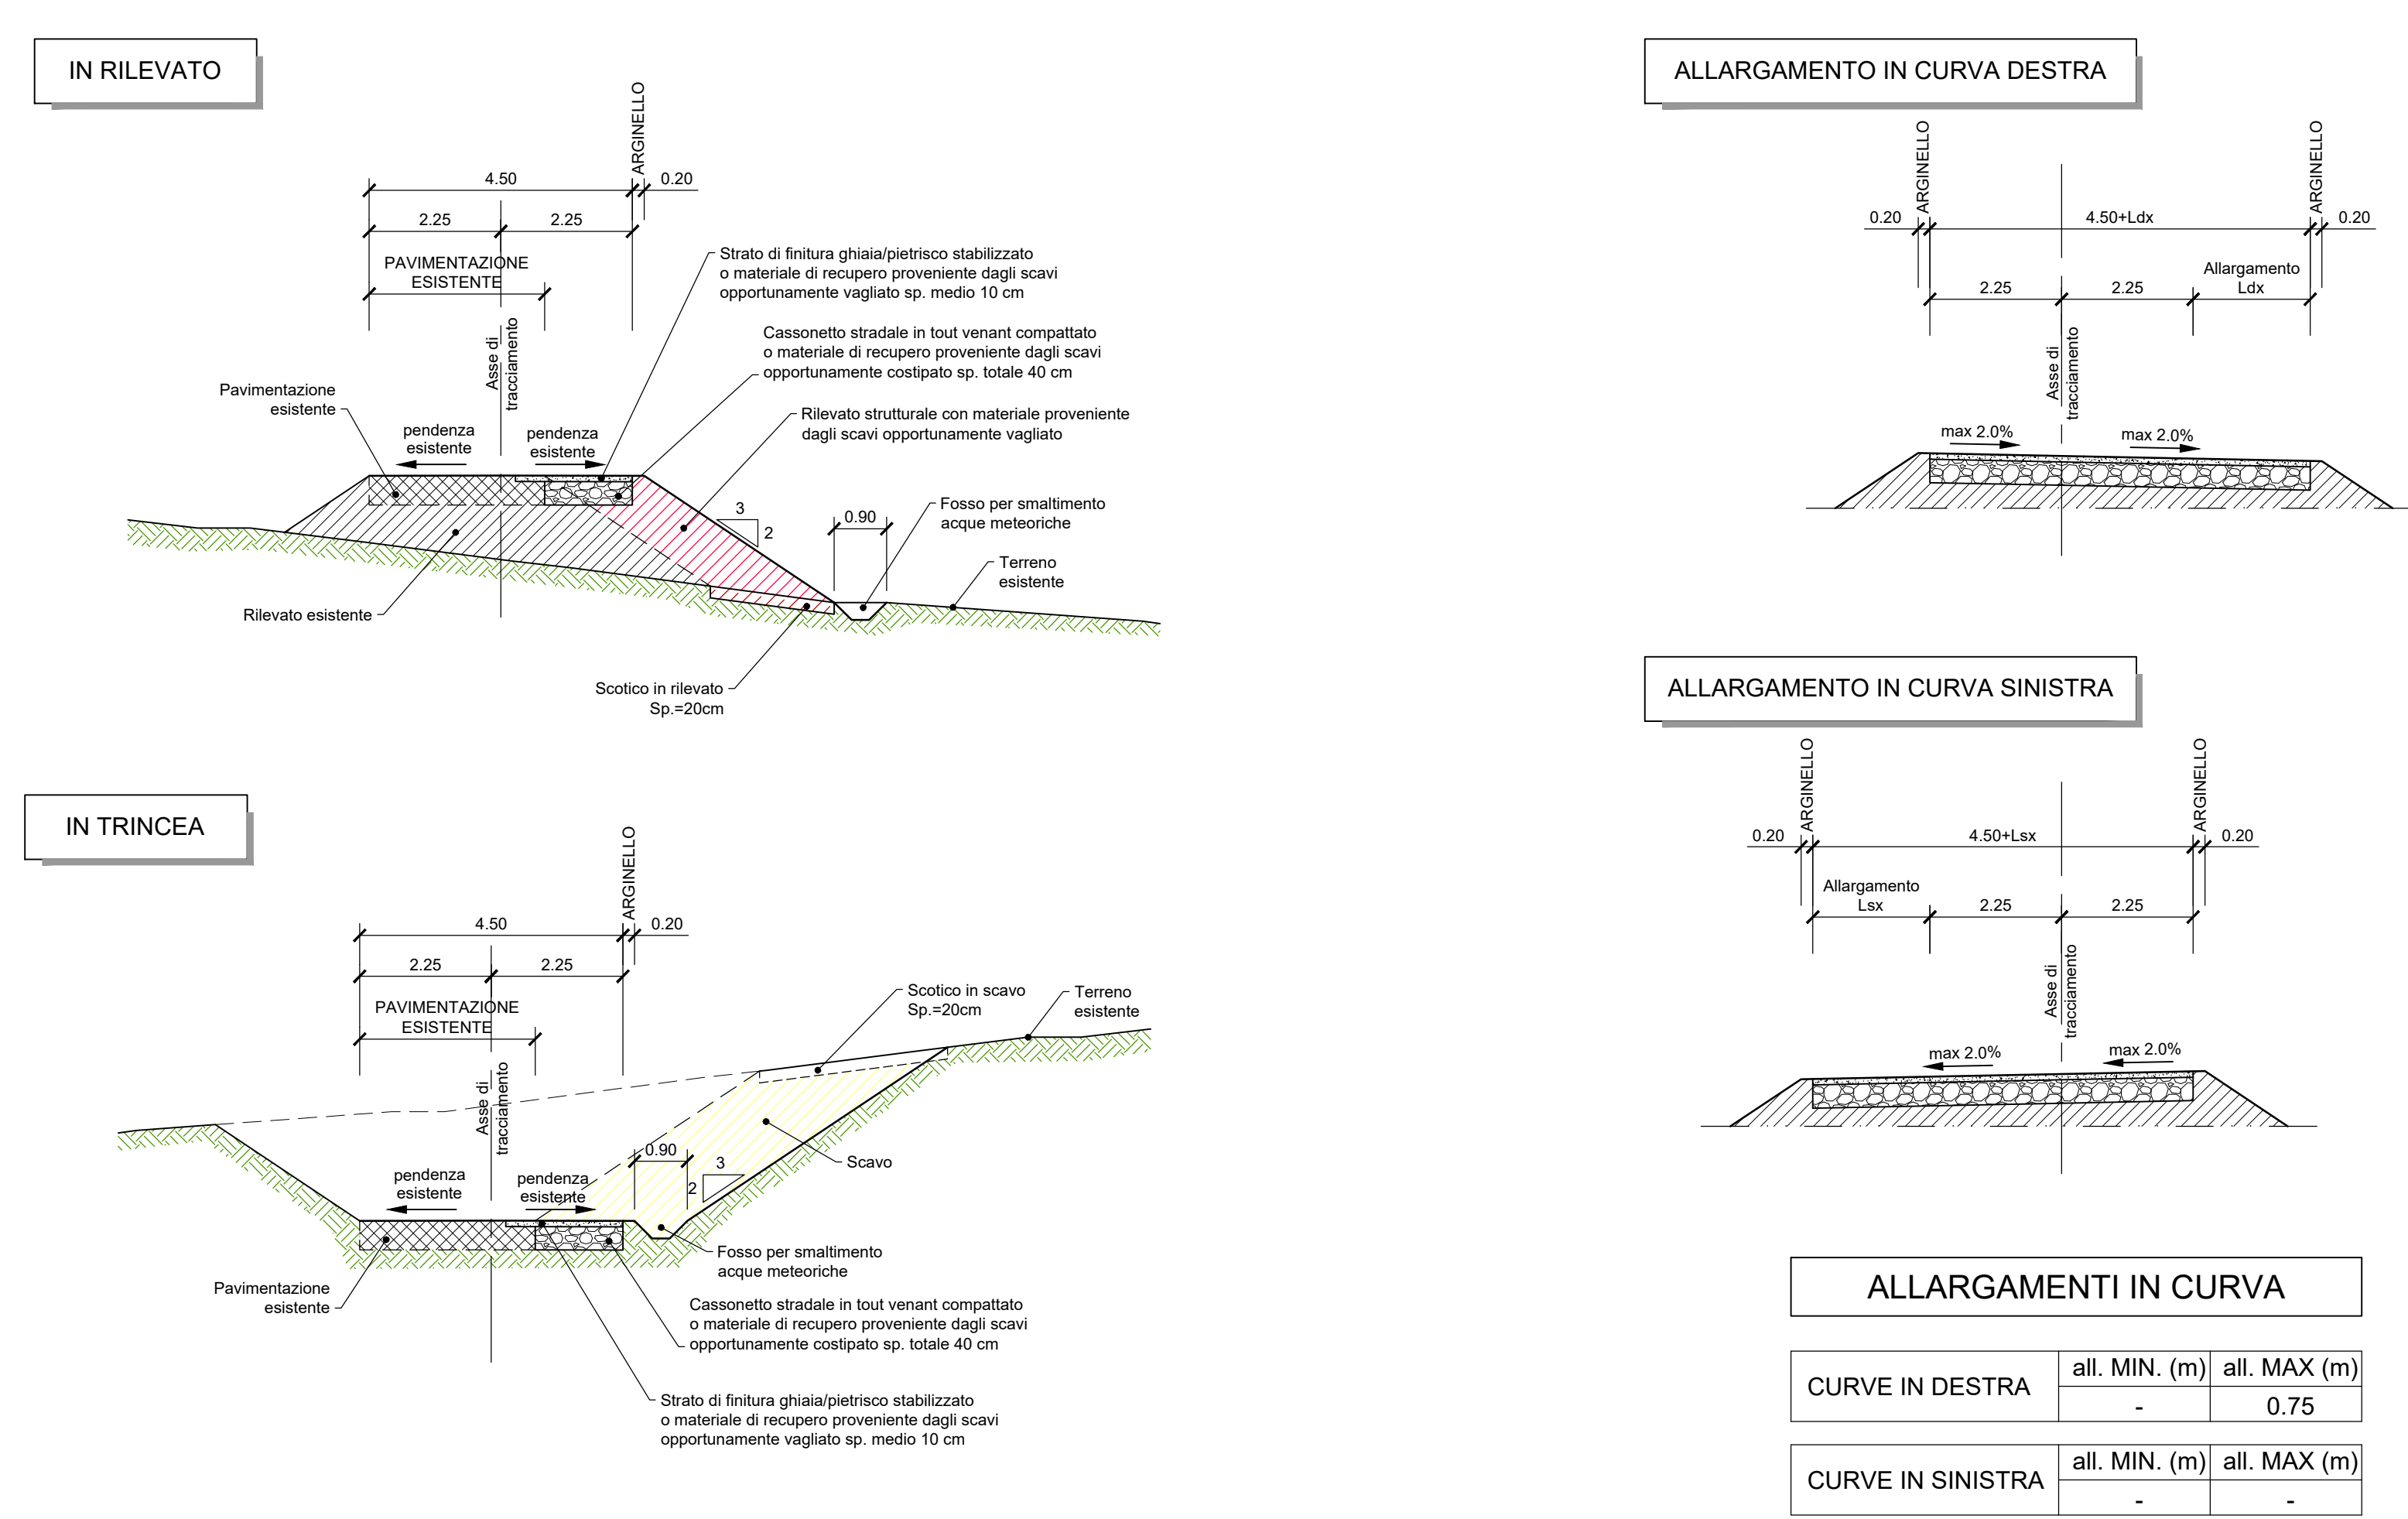 IN RILEVATO
ARGINELLO
4.50
0.20
2.25
2.25
PAVIMENTAZIONE
ESISTENTE
Asse di
tracciamento
Strato di finitura ghiaia/pietrisco stabilizzato
o materiale di recupero proveniente dagli scavi
opportunamente vagliato sp. medio 10 cm
Cassonetto stradale in tout venant compattato
o materiale di recupero proveniente dagli scavi
opportunamente costipato sp. totale 40 cm
Rilevato strutturale con materiale proveniente
dagli scavi opportunamente vagliato
Pavimentazione
esistente
pendenza
esistente
pendenza
esistente
3
2
0.90
Fosso per smaltimento
acque meteoriche
Terreno
esistente
Rilevato esistente
Scotico in rilevato
Sp.=20cm
IN TRINCEA
ARGINELLO
4.50
0.20
2.25
2.25
PAVIMENTAZIONE
ESISTENTE
Asse di
tracciamento
Scotico in scavo
Sp.=20cm
Terreno
esistente
0.90
3
2
Scavo
pendenza
esistente
pendenza
esistente
Pavimentazione
esistente
Fosso per smaltimento
acque meteoriche
Cassonetto stradale in tout venant compattato
o materiale di recupero proveniente dagli scavi
opportunamente costipato sp. totale 40 cm
Strato di finitura ghiaia/pietrisco stabilizzato
o materiale di recupero proveniente dagli scavi
opportunamente vagliato sp. medio 10 cm
ALLARGAMENTO IN CURVA DESTRA
ARGINELLO
ARGINELLO
0.20
4.50+Ldx
0.20
2.25
2.25
Allargamento
Ldx
Asse di
tracciamento
max 2.0%
max 2.0%
ALLARGAMENTO IN CURVA SINISTRA
ARGINELLO
ARGINELLO
0.20
4.50+Lsx
0.20
Allargamento
Lsx
2.25
2.25
Asse di
tracciamento
max 2.0%
max 2.0%
ALLARGAMENTI IN CURVA
CURVE IN DESTRA
all. MIN. (m)
all. MAX (m)
-
0.75
CURVE IN SINISTRA
all. MIN. (m)
all. MAX (m)
-
-